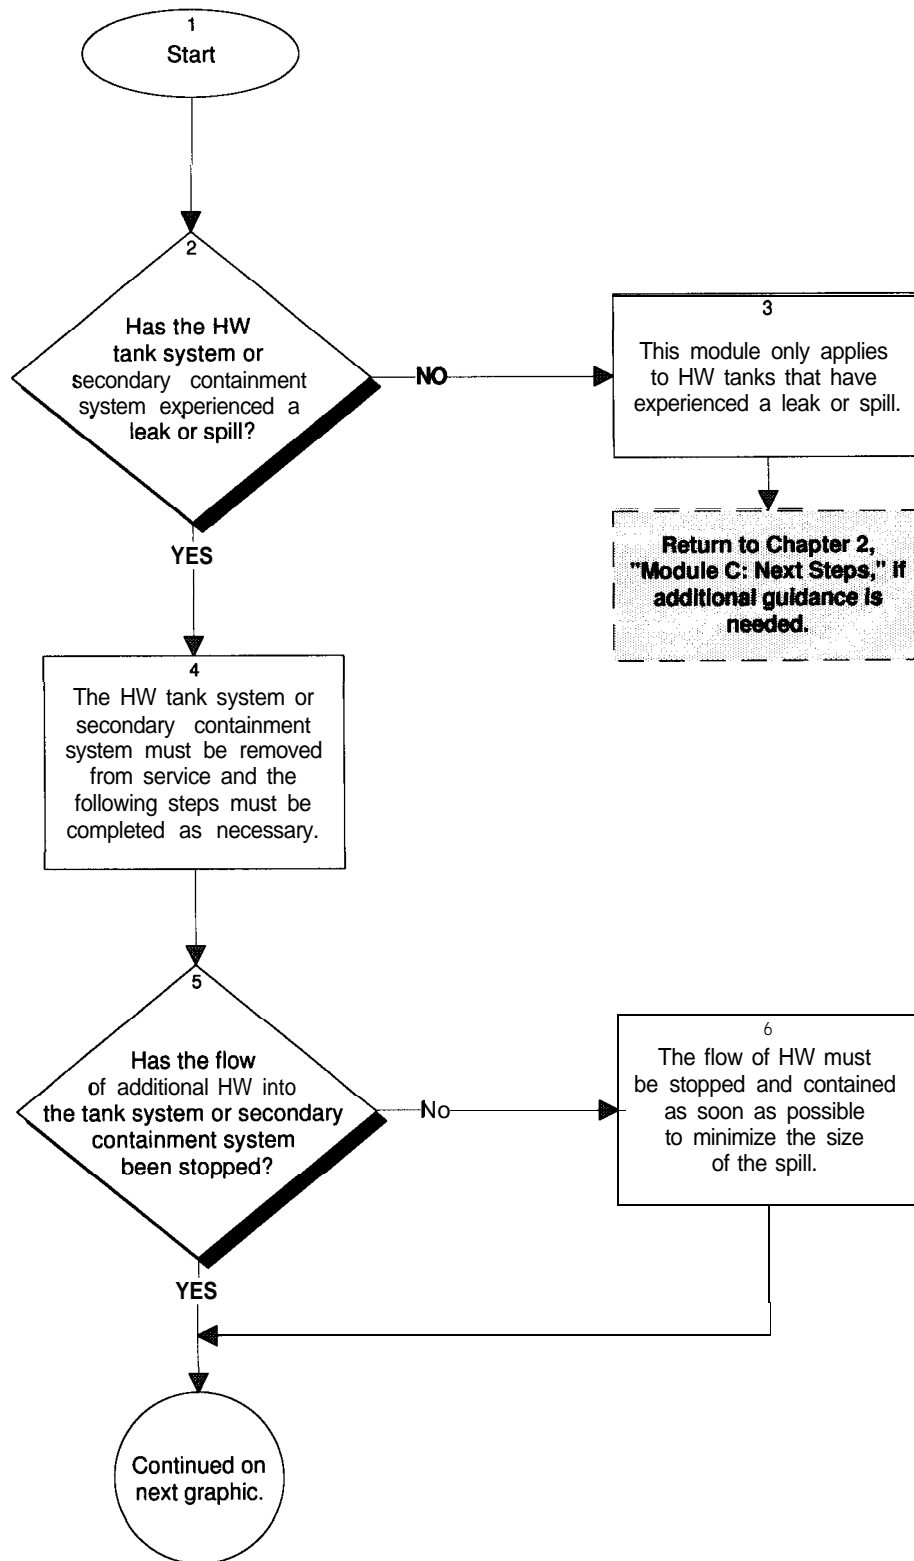 1
Start
2
Has the HW
tank system or
secondary containment
system experienced a
leak or spill?
NO
3
This module only applies
to HW tanks that have
experienced a leak or spill.
Return to Chapter 2,
"Module C: Next Steps," if
additional guidance is
needed.
YES
4
The HW tank system or
secondary containment
system must be removed
from service and the
following steps must be
completed as necessary.
5
Has the flow
of additional HW into
the tank system or secondary
containment system
been stopped?
No
6
The flow of HW must
be stopped and contained
as soon as possible
to minimize the size
of the spill.
YES
Continued on
next graphic.